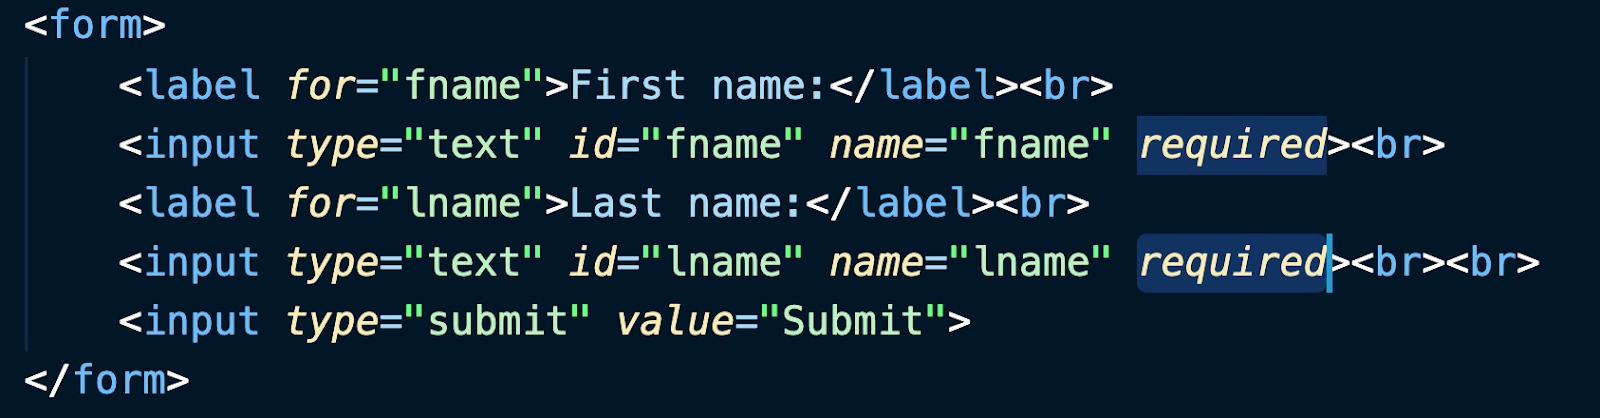 <form>
<label for="fname">First name:</label><br>
<input type="text" id="fname" name="fname" required><br>
<label for="lname">Last name:</label><br>
<input type="text" id="lname" name="lname" required><br><br>
<input type="submit" value="Submit">
</form>